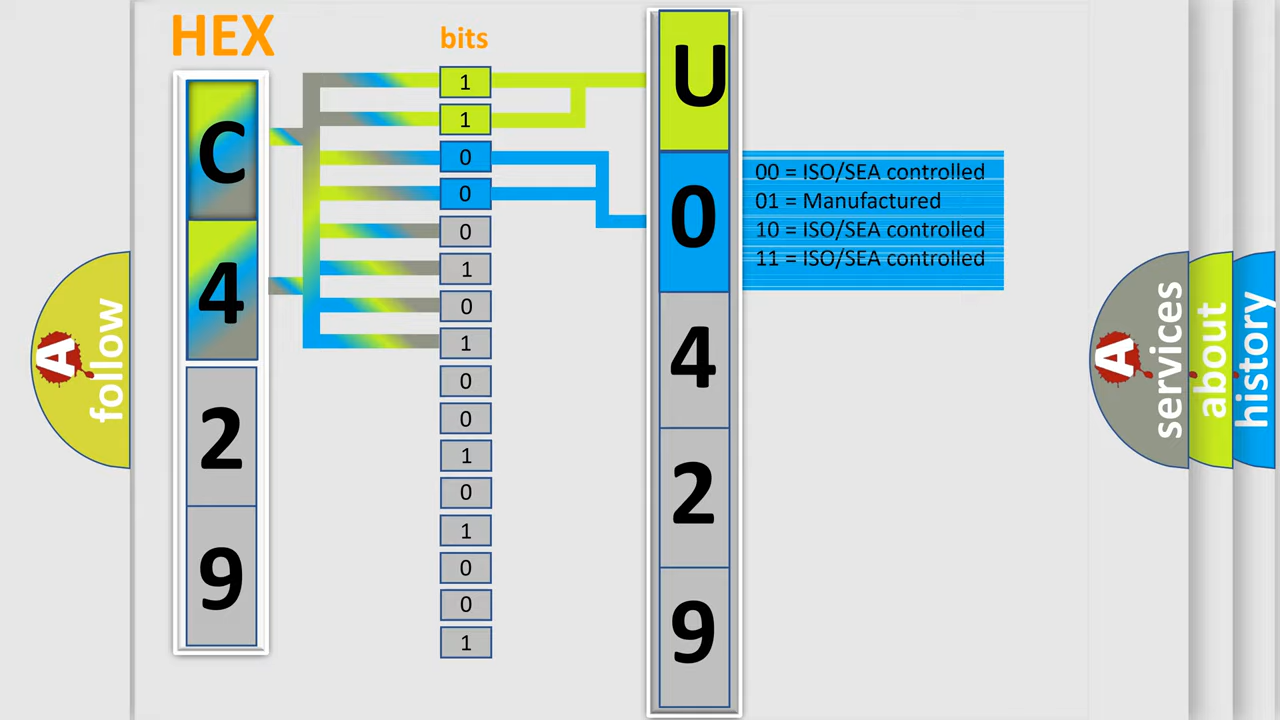 HEX
bits
C
4
2
9
1
1
0
0
0
1
0
1
0
0
1
0
1
0
0
1
U
0
4
2
9
00 = ISO/SEA controlled
01 = Manufactured
10 = ISO/SEA controlled
11 = ISO/SEA controlled
A
follow
A
services
about
history